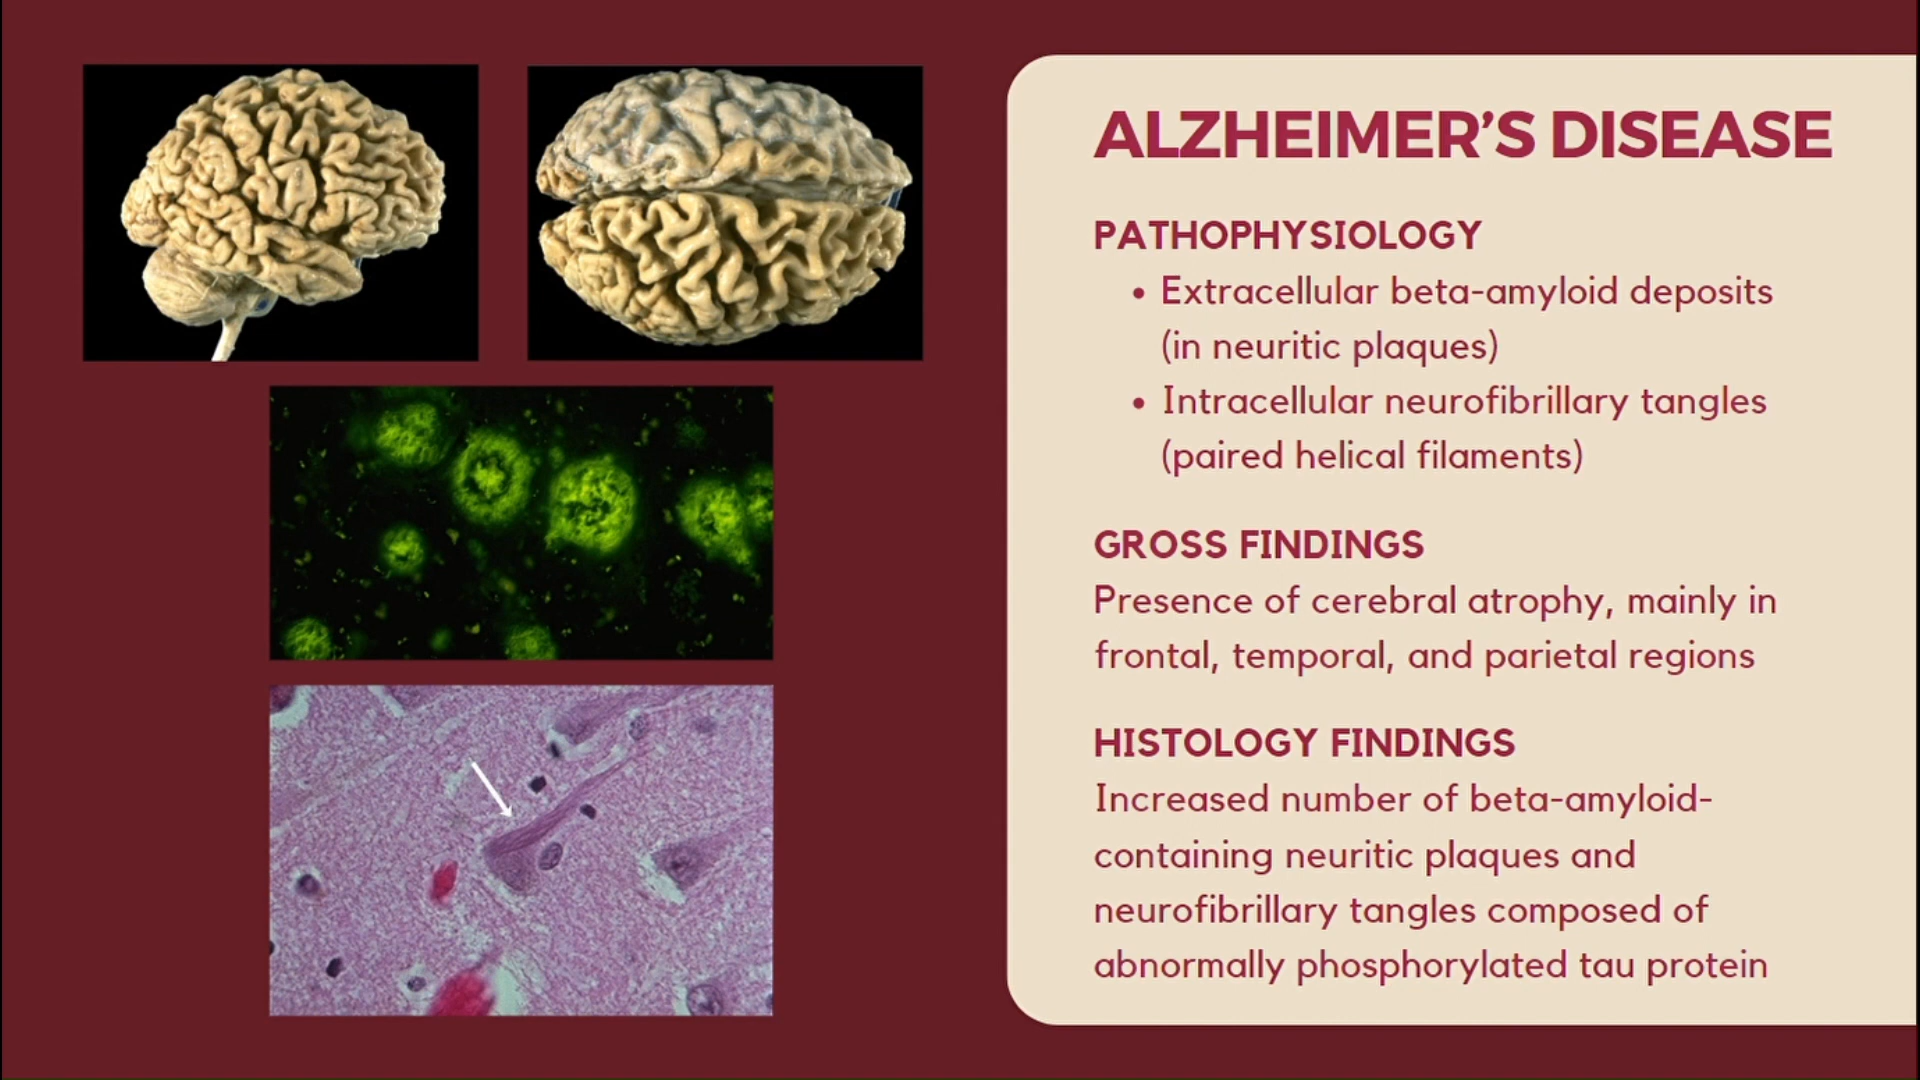 ALZHEIMER’S DISEASE
PATHOPHYSIOLOGY
• Extracellular beta-amyloid deposits
(in neuritic plaques)
• Intracellular neurofibrillary tangles
(paired helical filaments)
GROSS FINDINGS
Presence of cerebral atrophy, mainly in
frontal, temporal, and parietal regions
HISTOLOGY FINDINGS
Increased number of beta-amyloid-
containing neuritic plaques and
neurofibrillary tangles composed of
abnormally phosphorylated tau protein